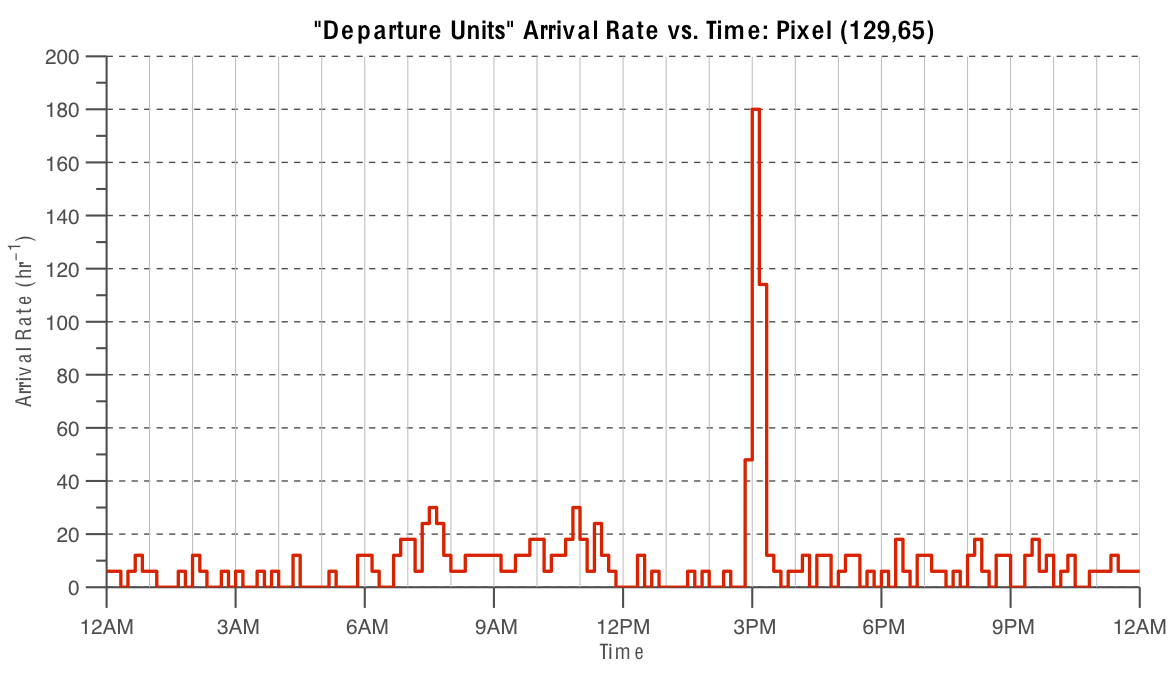 "Departure Units" Arrival Rate vs. Time: Pixel (129,65)
200
180
160
140
120
100
80
60
40
20
0
Arrival Rate (hr⁻¹)
12AM 3AM 6AM 9AM 12PM 3PM 6PM 9PM 12AM
Time